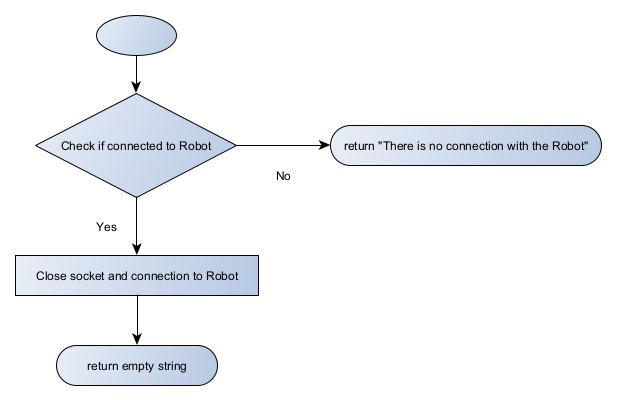 Check if connected to Robot
return "There is no connection with the Robot"
No
Yes
Close socket and connection to Robot
return empty string